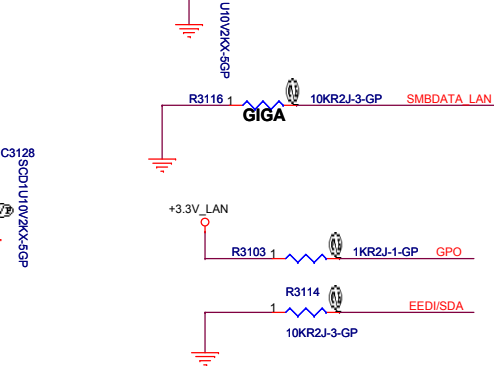 U10V2KX-5GP
R3116 1 10KR2J-3-GP SMBDATA_LAN
GIGA
C3128
SCD1U10V2KX-5GP
+3.3V_LAN
R3103 1 1KR2J-1-GP GPO
R3114
1 EEDI/SDA
10KR2J-3-GP